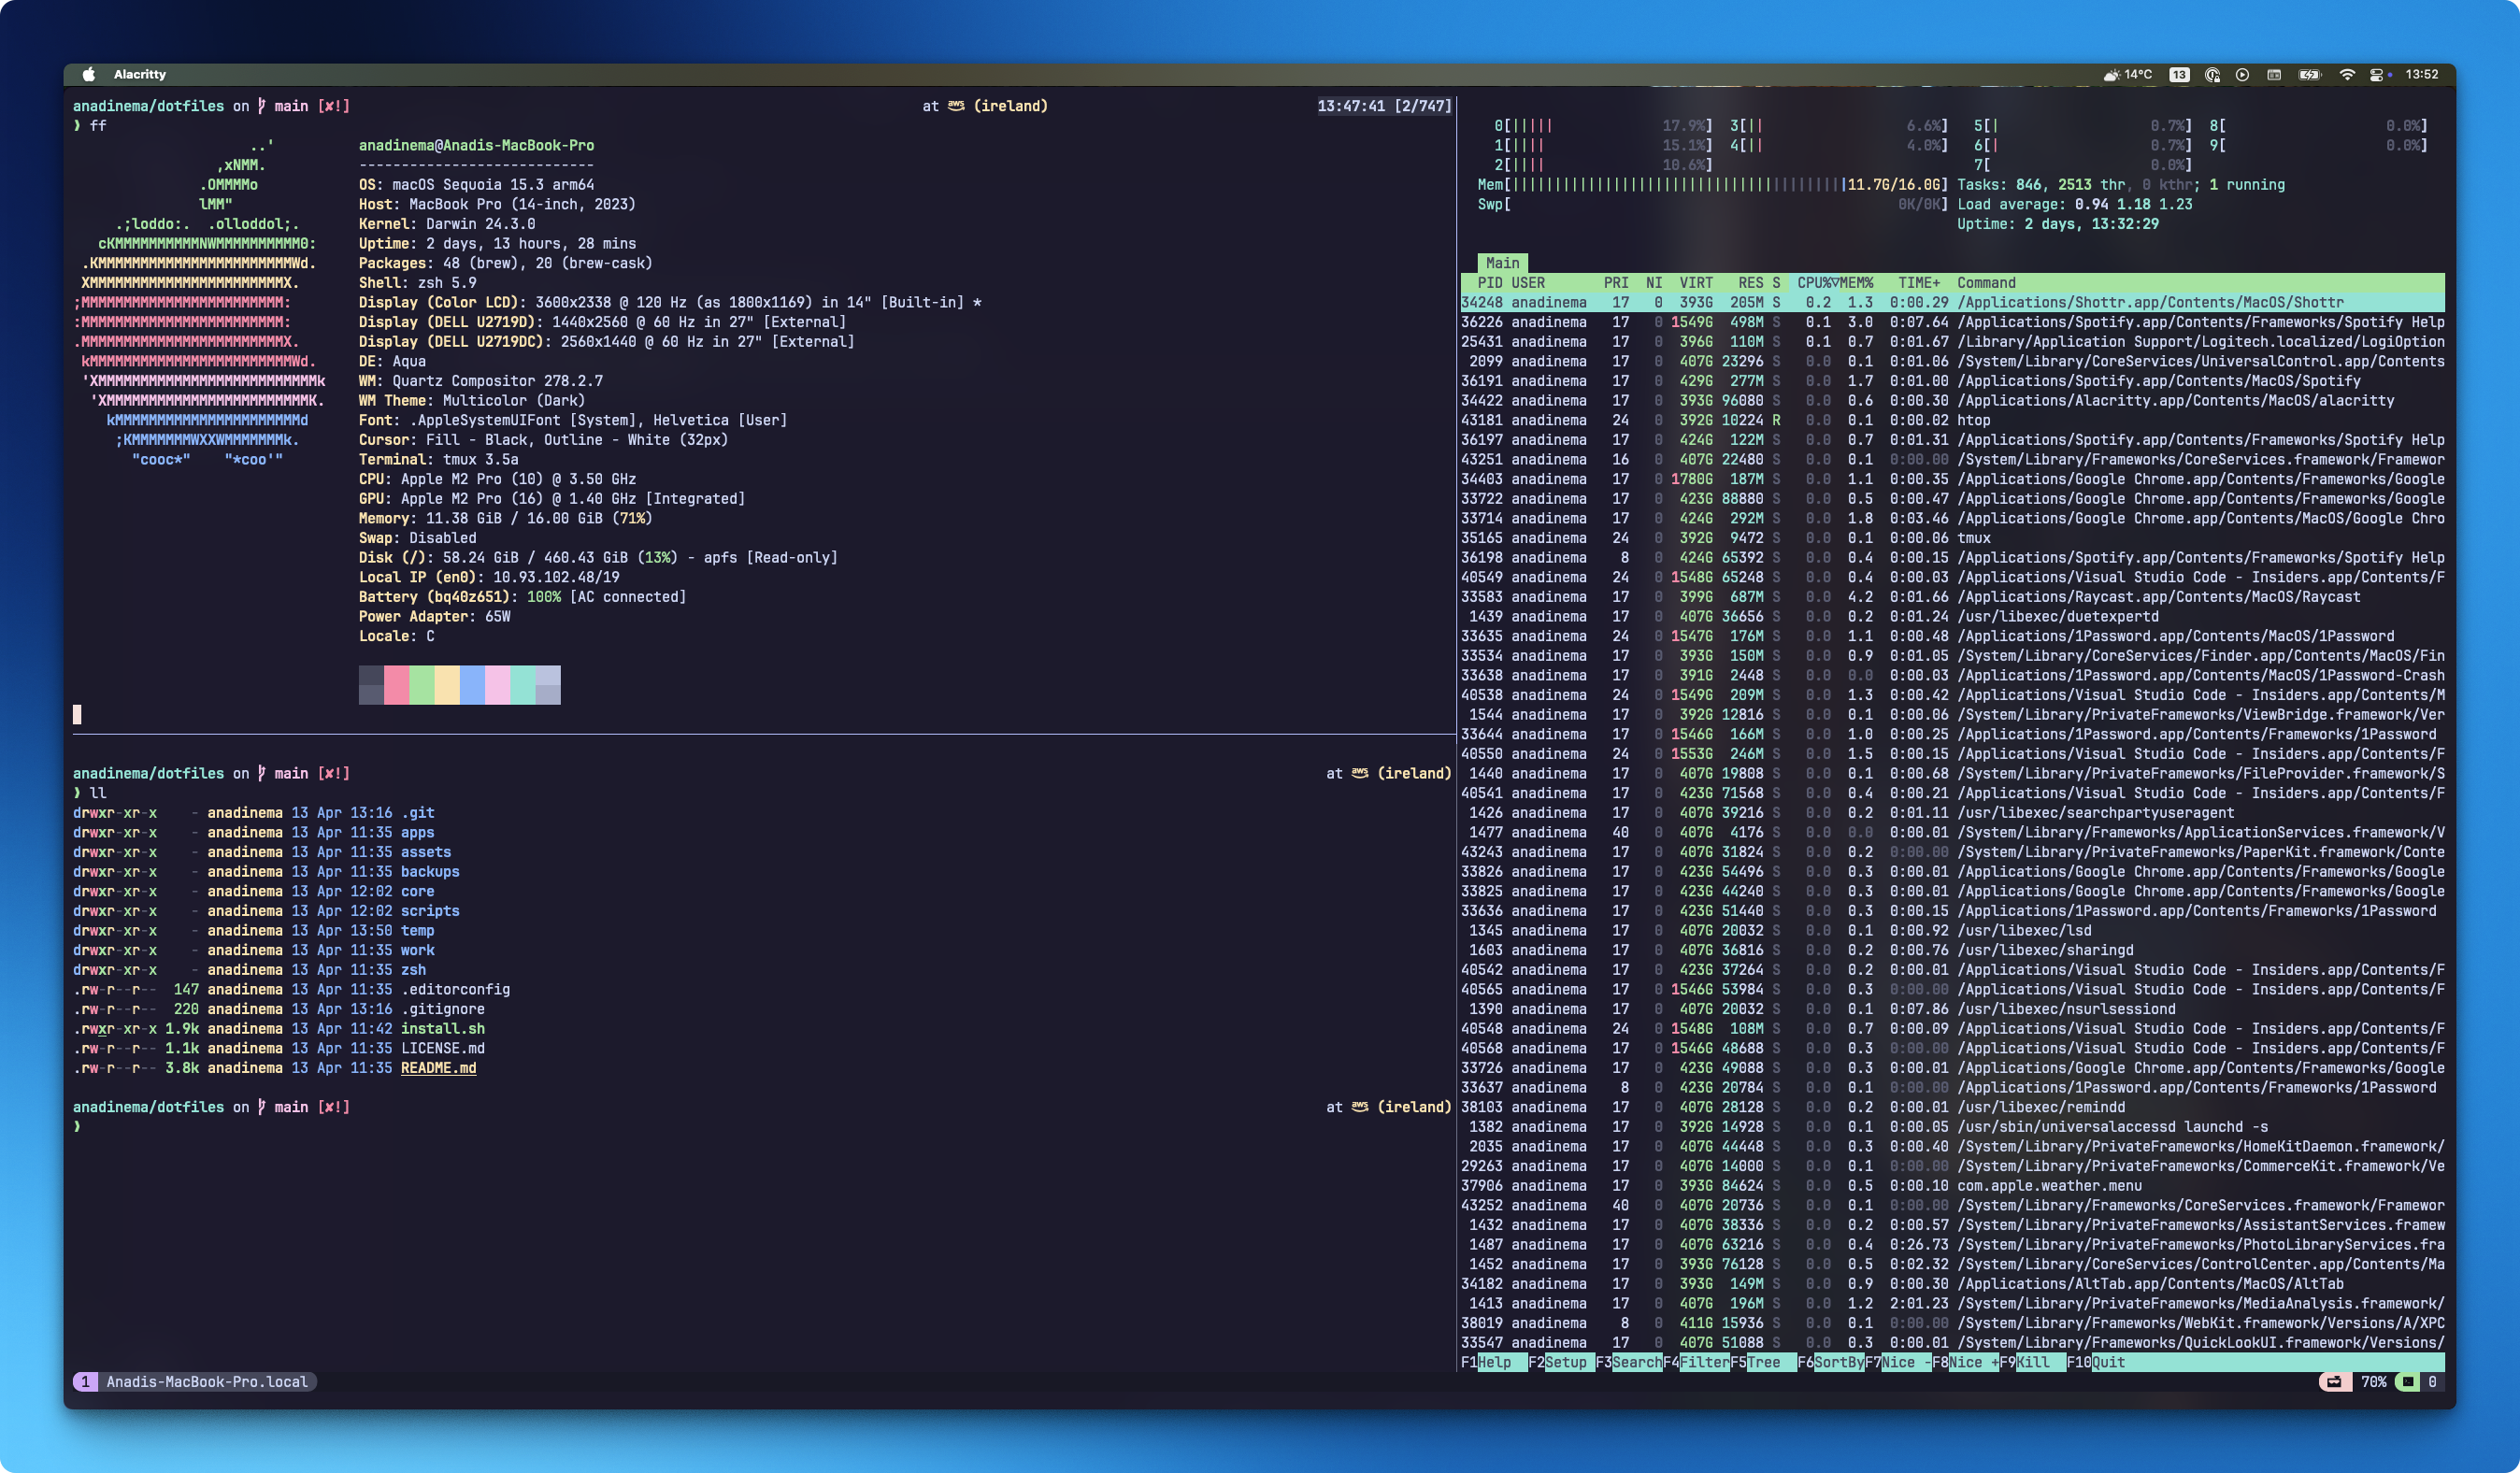 Alacritty 14°C 13 13:52
anadinema/dotfiles on main [✘!] at aws (ireland) 13:47:41 [2/747]
❱ ff
..'
,xNMM.
.OMMMMo
lMM"
.;loddo:. .olloddol;.
cKMMMMMMMMMMNWMMMMMMMMMM0:
.KMMMMMMMMMMMMMMMMMMMMMMMWd.
XMMMMMMMMMMMMMMMMMMMMMMMX.
;MMMMMMMMMMMMMMMMMMMMMMMM:
:MMMMMMMMMMMMMMMMMMMMMMMM:
.MMMMMMMMMMMMMMMMMMMMMMMMX.
kMMMMMMMMMMMMMMMMMMMMMMMMWd.
'XMMMMMMMMMMMMMMMMMMMMMMMMMMk
'XMMMMMMMMMMMMMMMMMMMMMMMMK.
kMMMMMMMMMMMMMMMMMMMMMMd
;KMMMMMMMWXXWMMMMMMMk.
"cooc*" "*coo'"
anadinema@Anadis-MacBook-Pro
----------------------------
OS: macOS Sequoia 15.3 arm64
Host: MacBook Pro (14-inch, 2023)
Kernel: Darwin 24.3.0
Uptime: 2 days, 13 hours, 28 mins
Packages: 48 (brew), 20 (brew-cask)
Shell: zsh 5.9
Display (Color LCD): 3600x2338 @ 120 Hz (as 1800x1169) in 14" [Built-in] *
Display (DELL U2719D): 1440x2560 @ 60 Hz in 27" [External]
Display (DELL U2719DC): 2560x1440 @ 60 Hz in 27" [External]
DE: Aqua
WM: Quartz Compositor 278.2.7
WM Theme: Multicolor (Dark)
Font: .AppleSystemUIFont [System], Helvetica [User]
Cursor: Fill - Black, Outline - White (32px)
Terminal: tmux 3.5a
CPU: Apple M2 Pro (10) @ 3.50 GHz
GPU: Apple M2 Pro (16) @ 1.40 GHz [Integrated]
Memory: 11.38 GiB / 16.00 GiB (71%)
Swap: Disabled
Disk (/): 58.24 GiB / 460.43 GiB (13%) - apfs [Read-only]
Local IP (en0): 10.93.102.48/19
Battery (bq40z651): 100% [AC connected]
Power Adapter: 65W
Locale: C
anadinema/dotfiles on main [✘!] at aws (ireland)
❱ ll
drwxr-xr-x - anadinema 13 Apr 13:16 .git
drwxr-xr-x - anadinema 13 Apr 11:35 apps
drwxr-xr-x - anadinema 13 Apr 11:35 assets
drwxr-xr-x - anadinema 13 Apr 11:35 backups
drwxr-xr-x - anadinema 13 Apr 12:02 core
drwxr-xr-x - anadinema 13 Apr 12:02 scripts
drwxr-xr-x - anadinema 13 Apr 13:50 temp
drwxr-xr-x - anadinema 13 Apr 11:35 work
drwxr-xr-x - anadinema 13 Apr 11:35 zsh
.rw-r--r-- 147 anadinema 13 Apr 11:35 .editorconfig
.rw-r--r-- 220 anadinema 13 Apr 13:16 .gitignore
.rwxr-xr-x 1.9k anadinema 13 Apr 11:42 install.sh
.rw-r--r-- 1.1k anadinema 13 Apr 11:35 LICENSE.md
.rw-r--r-- 3.8k anadinema 13 Apr 11:35 README.md
anadinema/dotfiles on main [✘!] at aws (ireland)
❱
0[||||| 17.9%] 3[|| 6.6%] 5[| 0.7%] 8[ 0.0%]
1[|||| 15.1%] 4[|| 4.0%] 6[| 0.7%] 9[ 0.0%]
2[|||| 10.6%] 7[ 0.0%]
Mem[||||||||||||||||||||||||||||||||||||||||11.7G/16.0G] Tasks: 846, 2513 thr, 0 kthr; 1 running
Swp[ 0K/0K] Load average: 0.94 1.18 1.23
Uptime: 2 days, 13:32:29
Main
PID USER PRI NI VIRT RES S CPU%▽MEM% TIME+ Command
34248 anadinema 17 0 393G 205M S 0.2 1.3 0:00.29 /Applications/Shottr.app/Contents/MacOS/Shottr
36226 anadinema 17 0 1549G 498M S 0.1 3.0 0:07.64 /Applications/Spotify.app/Contents/Frameworks/Spotify Help
25431 anadinema 17 0 396G 110M S 0.1 0.7 0:01.67 /Library/Application Support/Logitech.localized/LogiOption
2099 anadinema 17 0 407G 23296 S 0.0 0.1 0:01.06 /System/Library/CoreServices/UniversalControl.app/Contents
36191 anadinema 17 0 429G 277M S 0.0 1.7 0:01.00 /Applications/Spotify.app/Contents/MacOS/Spotify
34422 anadinema 17 0 393G 96080 S 0.0 0.6 0:00.30 /Applications/Alacritty.app/Contents/MacOS/alacritty
43181 anadinema 24 0 392G 10224 R 0.0 0.1 0:00.02 htop
36197 anadinema 17 0 424G 122M S 0.0 0.7 0:01.31 /Applications/Spotify.app/Contents/Frameworks/Spotify Help
43251 anadinema 16 0 407G 22480 S 0.0 0.1 0:00.00 /System/Library/Frameworks/CoreServices.framework/Framewor
34403 anadinema 17 0 1780G 187M S 0.0 1.1 0:00.35 /Applications/Google Chrome.app/Contents/Frameworks/Google
33722 anadinema 17 0 423G 88880 S 0.0 0.5 0:00.47 /Applications/Google Chrome.app/Contents/Frameworks/Google
33714 anadinema 17 0 424G 292M S 0.0 1.8 0:03.46 /Applications/Google Chrome.app/Contents/MacOS/Google Chro
35165 anadinema 24 0 392G 9472 S 0.0 0.1 0:00.06 tmux
36198 anadinema 8 0 424G 65392 S 0.0 0.4 0:00.15 /Applications/Spotify.app/Contents/Frameworks/Spotify Help
40549 anadinema 24 0 1548G 65248 S 0.0 0.4 0:00.03 /Applications/Visual Studio Code - Insiders.app/Contents/F
33583 anadinema 17 0 399G 687M S 0.0 4.2 0:01.66 /Applications/Raycast.app/Contents/MacOS/Raycast
1439 anadinema 17 0 407G 36656 S 0.0 0.2 0:01.24 /usr/libexec/duetexpertd
33635 anadinema 24 0 1547G 176M S 0.0 1.1 0:00.48 /Applications/1Password.app/Contents/MacOS/1Password
33534 anadinema 17 0 393G 150M S 0.0 0.9 0:01.05 /System/Library/CoreServices/Finder.app/Contents/MacOS/Fin
33638 anadinema 17 0 391G 2448 S 0.0 0.0 0:00.03 /Applications/1Password.app/Contents/MacOS/1Password-Crash
40538 anadinema 24 0 1549G 209M S 0.0 1.3 0:00.42 /Applications/Visual Studio Code - Insiders.app/Contents/M
1544 anadinema 17 0 392G 12816 S 0.0 0.1 0:00.06 /System/Library/PrivateFrameworks/ViewBridge.framework/Ver
33644 anadinema 17 0 1546G 166M S 0.0 1.0 0:00.25 /Applications/1Password.app/Contents/Frameworks/1Password
40550 anadinema 24 0 1553G 246M S 0.0 1.5 0:00.15 /Applications/Visual Studio Code - Insiders.app/Contents/F
1440 anadinema 17 0 407G 19808 S 0.0 0.1 0:00.68 /System/Library/PrivateFrameworks/FileProvider.framework/S
40541 anadinema 17 0 423G 71568 S 0.0 0.4 0:00.21 /Applications/Visual Studio Code - Insiders.app/Contents/F
1426 anadinema 17 0 407G 39216 S 0.0 0.2 0:01.11 /usr/libexec/searchpartyuseragent
1477 anadinema 40 0 407G 4176 S 0.0 0.0 0:00.01 /System/Library/Frameworks/ApplicationServices.framework/V
43243 anadinema 17 0 407G 31824 S 0.0 0.2 0:00.00 /System/Library/PrivateFrameworks/PaperKit.framework/Conte
33826 anadinema 17 0 423G 54496 S 0.0 0.3 0:00.01 /Applications/Google Chrome.app/Contents/Frameworks/Google
33825 anadinema 17 0 423G 44240 S 0.0 0.3 0:00.01 /Applications/Google Chrome.app/Contents/Frameworks/Google
33636 anadinema 17 0 423G 51440 S 0.0 0.3 0:00.15 /Applications/1Password.app/Contents/Frameworks/1Password
1345 anadinema 17 0 407G 20032 S 0.0 0.1 0:00.92 /usr/libexec/lsd
1603 anadinema 17 0 407G 36816 S 0.0 0.2 0:00.76 /usr/libexec/sharingd
40542 anadinema 17 0 423G 37264 S 0.0 0.2 0:00.01 /Applications/Visual Studio Code - Insiders.app/Contents/F
40565 anadinema 17 0 1546G 53984 S 0.0 0.3 0:00.00 /Applications/Visual Studio Code - Insiders.app/Contents/F
1390 anadinema 17 0 407G 20032 S 0.0 0.1 0:07.86 /usr/libexec/nsurlsessiond
40548 anadinema 24 0 1548G 108M S 0.0 0.7 0:00.09 /Applications/Visual Studio Code - Insiders.app/Contents/F
40568 anadinema 17 0 1546G 48688 S 0.0 0.3 0:00.00 /Applications/Visual Studio Code - Insiders.app/Contents/F
33726 anadinema 17 0 423G 49088 S 0.0 0.3 0:00.01 /Applications/Google Chrome.app/Contents/Frameworks/Google
33637 anadinema 8 0 423G 20784 S 0.0 0.1 0:00.00 /Applications/1Password.app/Contents/Frameworks/1Password
38103 anadinema 17 0 407G 28128 S 0.0 0.2 0:00.01 /usr/libexec/remindd
1382 anadinema 17 0 392G 14928 S 0.0 0.1 0:00.05 /usr/sbin/universalaccessd launchd -s
2035 anadinema 17 0 407G 44448 S 0.0 0.3 0:00.40 /System/Library/PrivateFrameworks/HomeKitDaemon.framework/
29263 anadinema 17 0 407G 14000 S 0.0 0.1 0:00.00 /System/Library/PrivateFrameworks/CommerceKit.framework/Ve
37906 anadinema 17 0 393G 84624 S 0.0 0.5 0:00.10 com.apple.weather.menu
43252 anadinema 40 0 407G 20736 S 0.0 0.1 0:00.00 /System/Library/Frameworks/CoreServices.framework/Framewor
1432 anadinema 17 0 407G 38336 S 0.0 0.2 0:00.57 /System/Library/PrivateFrameworks/AssistantServices.framew
1487 anadinema 17 0 407G 63216 S 0.0 0.4 0:26.73 /System/Library/PrivateFrameworks/PhotoLibraryServices.fra
1452 anadinema 17 0 393G 76128 S 0.0 0.5 0:02.32 /System/Library/CoreServices/ControlCenter.app/Contents/Ma
34182 anadinema 17 0 393G 149M S 0.0 0.9 0:00.30 /Applications/AltTab.app/Contents/MacOS/AltTab
1413 anadinema 17 0 407G 196M S 0.0 1.2 2:01.23 /System/Library/PrivateFrameworks/MediaAnalysis.framework/
38019 anadinema 8 0 411G 15936 S 0.0 0.1 0:00.00 /System/Library/Frameworks/WebKit.framework/Versions/A/XPC
33547 anadinema 17 0 407G 51088 S 0.0 0.3 0:00.01 /System/Library/Frameworks/QuickLookUI.framework/Versions/
F1Help F2Setup F3SearchF4FilterF5Tree F6SortByF7Nice -F8Nice +F9Kill F10Quit
1 Anadis-MacBook-Pro.local 70% 0